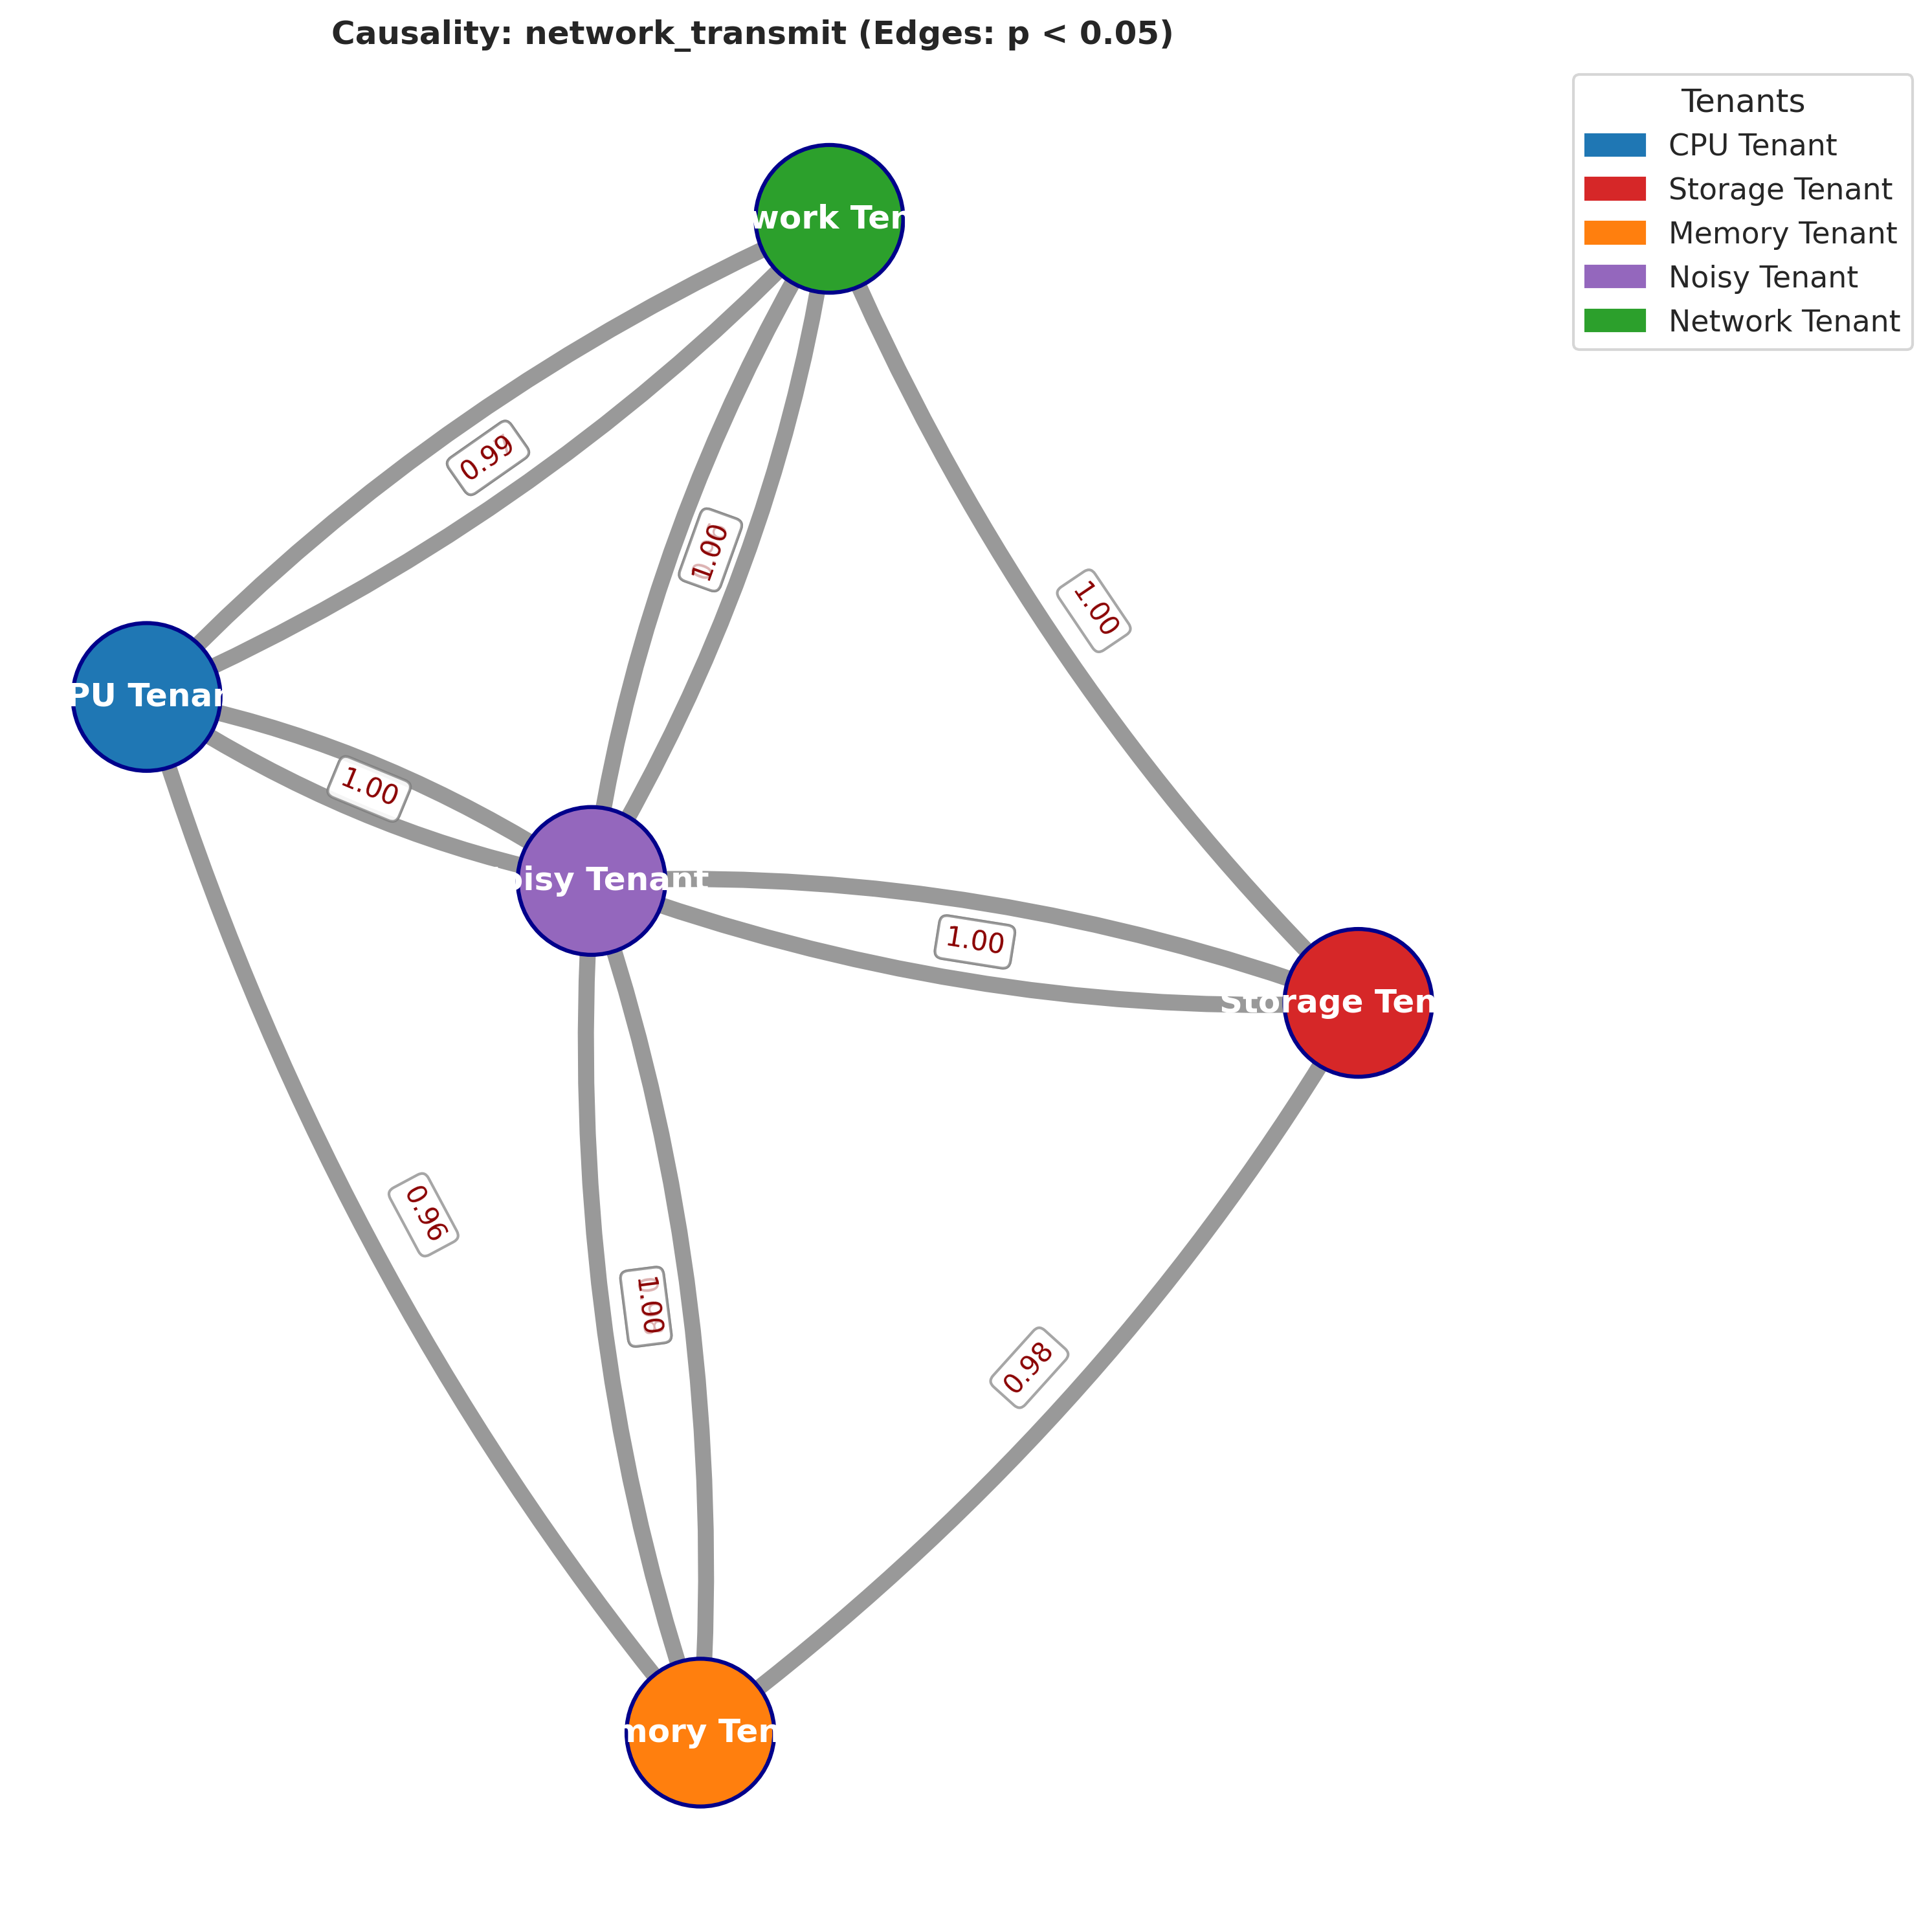 Causality: network_transmit (Edges: p < 0.05)
Tenants
CPU Tenant
Storage Tenant
Memory Tenant
Noisy Tenant
Network Tenant
work Ten
0.99
1.00
1.00
PU Tenan
1.00
oisy Tenant
1.00
Storage Ten
0.96
1.00
0.98
mory Ten